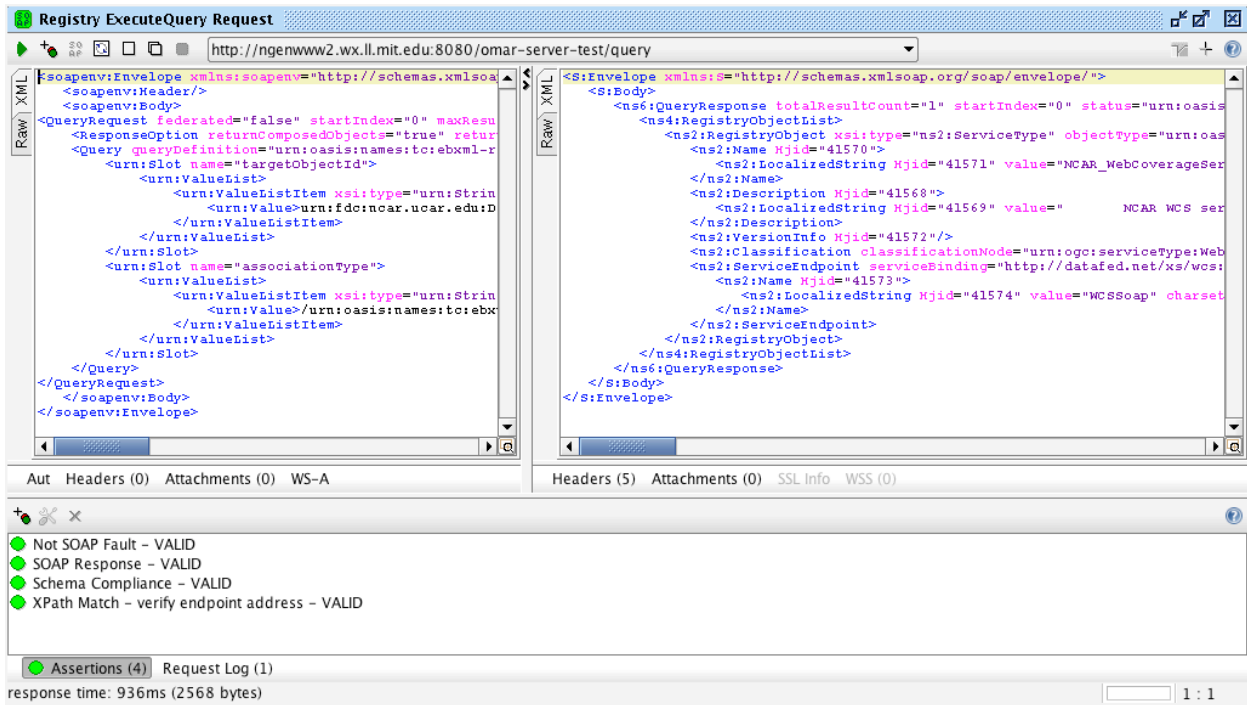 Registry ExecuteQuery Request
http://ngenwww2.wx.ll.mit.edu:8080/omar-server-test/query
XML
Raw
<soapenv:Envelope xmlns:soapenv="http://schemas.xmlsoa
<soapenv:Header/>
<soapenv:Body>
<QueryRequest federated="false" startIndex="0" maxResu
<ResponseOption returnComposedObjects="true" retur
<Query queryDefinition="urn:oasis:names:tc:ebxml-r
<urn:Slot name="targetObjectId">
<urn:ValueList>
<urn:ValueListItem xsi:type="urn:Strin
<urn:Value>urn:fdc:ncar.ucar.edu:D
</urn:ValueListItem>
</urn:ValueList>
</urn:Slot>
<urn:Slot name="associationType">
<urn:ValueList>
<urn:ValueListItem xsi:type="urn:Strin
<urn:Value>/urn:oasis:names:tc:ebx
</urn:ValueListItem>
</urn:ValueList>
</urn:Slot>
</Query>
</QueryRequest>
</soapenv:Body>
</soapenv:Envelope>
Aut Headers (0) Attachments (0) WS-A
XML
Raw
<S:Envelope xmlns:S="http://schemas.xmlsoap.org/soap/envelope/">
<S:Body>
<ns6:QueryResponse totalResultCount="1" startIndex="0" status="urn:oasis
<ns4:RegistryObjectList>
<ns2:RegistryObject xsi:type="ns2:ServiceType" objectType="urn:oas
<ns2:Name Hjid="41570">
<ns2:LocalizedString Hjid="41571" value="NCAR_WebCoverageSer
</ns2:Name>
<ns2:Description Hjid="41568">
<ns2:LocalizedString Hjid="41569" value=" NCAR WCS ser
</ns2:Description>
<ns2:VersionInfo Hjid="41572"/>
<ns2:Classification classificationNode="urn:ogc:serviceType:Web
<ns2:ServiceEndpoint serviceBinding="http://datafed.net/xs/wcs:
<ns2:Name Hjid="41573">
<ns2:LocalizedString Hjid="41574" value="WCSSoap" charset
</ns2:Name>
</ns2:ServiceEndpoint>
</ns2:RegistryObject>
</ns4:RegistryObjectList>
</ns6:QueryResponse>
</S:Body>
</S:Envelope>
Headers (5) Attachments (0) SSL Info WSS (0)
Not SOAP Fault – VALID
SOAP Response – VALID
Schema Compliance – VALID
XPath Match – verify endpoint address – VALID
Assertions (4) Request Log (1)
response time: 936ms (2568 bytes)
1 : 1